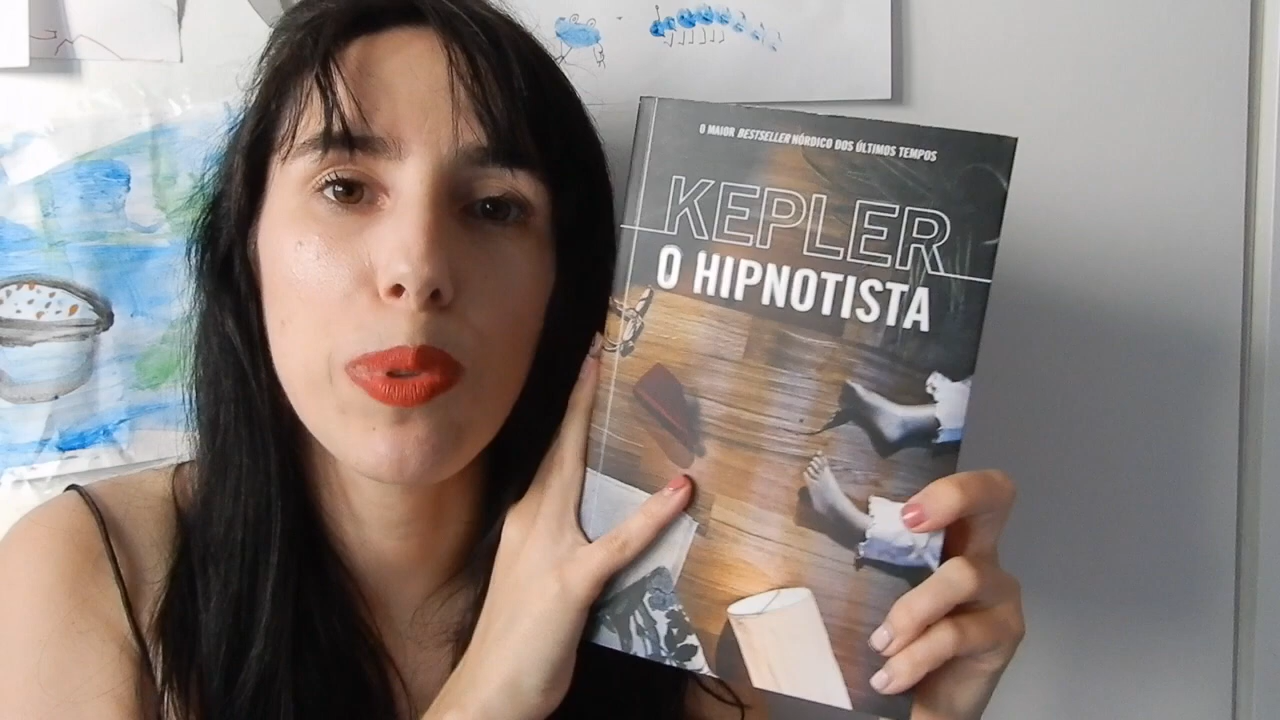 O MAIOR BESTSELLER NÓRDICO DOS ÚLTIMOS TEMPOS
KEPLER
O HIPNOTISTA